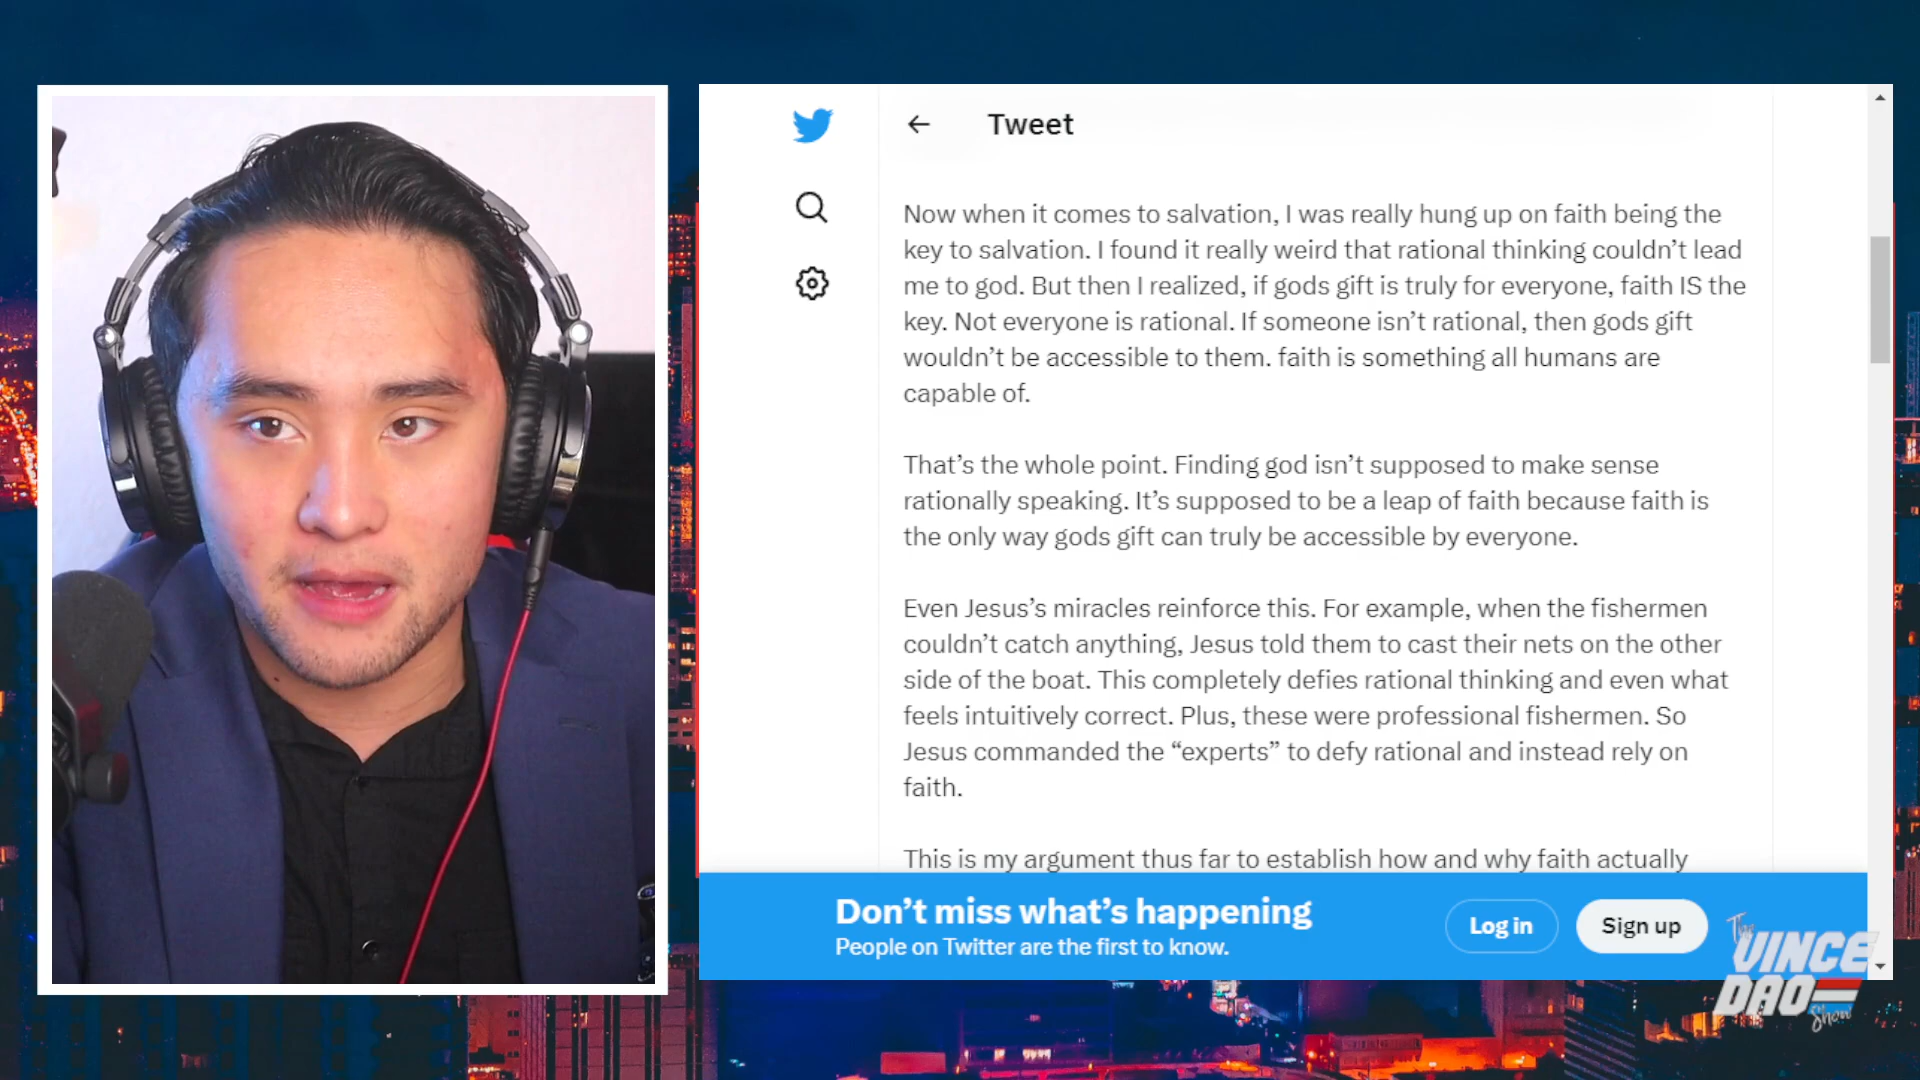 Tweet
Now when it comes to salvation, I was really hung up on faith being the
key to salvation. I found it really weird that rational thinking couldn’t lead
me to god. But then I realized, if gods gift is truly for everyone, faith IS the
key. Not everyone is rational. If someone isn’t rational, then gods gift
wouldn’t be accessible to them. faith is something all humans are
capable of.
That’s the whole point. Finding god isn’t supposed to make sense
rationally speaking. It’s supposed to be a leap of faith because faith is
the only way gods gift can truly be accessible by everyone.
Even Jesus’s miracles reinforce this. For example, when the fishermen
couldn’t catch anything, Jesus told them to cast their nets on the other
side of the boat. This completely defies rational thinking and even what
feels intuitively correct. Plus, these were professional fishermen. So
Jesus commanded the “experts” to defy rational and instead rely on
faith.
This is my argument thus far to establish how and why faith actually
Don’t miss what’s happening
People on Twitter are the first to know.
Log in
Sign up
The
VINCE
DAO
Show